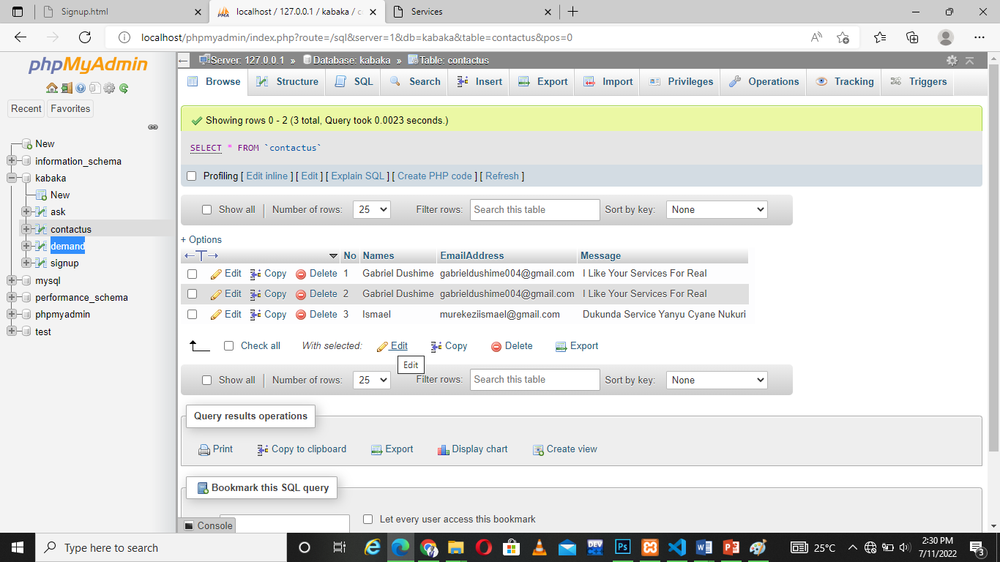 Signup.html
localhost / 127.0.0.1 / kabaka / c
Services
localhost/phpmyadmin/index.php?route=/sql&server=1&db=kabaka&table=contactus&pos=0
phpMyAdmin
Recent Favorites
New
information_schema
kabaka
New
ask
contactus
demand
signup
mysql
performance_schema
phpmyadmin
test
Server: 127.0.0.1 » Database: kabaka » Table: contactus
Browse Structure SQL Search Insert Export Import Privileges Operations Tracking Triggers
Showing rows 0 - 2 (3 total, Query took 0.0023 seconds.)
SELECT * FROM `contactus`
Profiling [ Edit inline ] [ Edit ] [ Explain SQL ] [ Create PHP code ] [ Refresh ]
Show all Number of rows: 25 Filter rows: Search this table Sort by key: None
+ Options
No Names EmailAddress Message
Edit Copy Delete 1 Gabriel Dushime gabrieldushime004@gmail.com I Like Your Services For Real
Edit Copy Delete 2 Gabriel Dushime gabrieldushime004@gmail.com I Like Your Services For Real
Edit Copy Delete 3 Ismael murekeziismael@gmail.com Dukunda Service Yanyu Cyane Nukuri
Check all With selected: Edit Copy Delete Export
Edit
Show all Number of rows: 25 Filter rows: Search this table Sort by key: None
Query results operations
Print Copy to clipboard Export Display chart Create view
Bookmark this SQL query
Let every user access this bookmark
Console
Type here to search
25°C
2:30 PM
7/11/2022
3